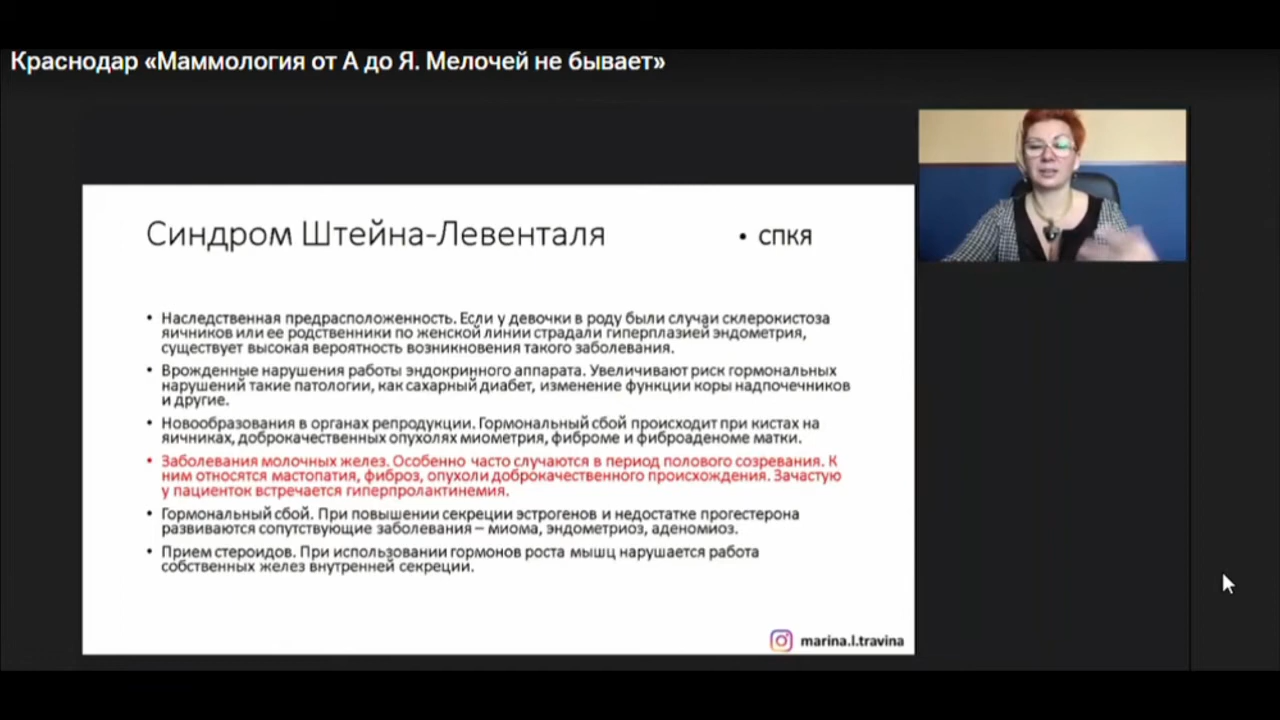 Краснодар «Маммология от А до Я. Мелочей не бывает»
Синдром Штейна-Левенталя
• СПКЯ
• Наследственная предрасположенность. Если у девочки в роду были случаи склерокистоза
яичников или ее родственники по женской линии страдали гиперплазией эндометрия,
существует высокая вероятность возникновения такого заболевания.
• Врожденные нарушения работы эндокринного аппарата. Увеличивают риск гормональных
нарушений такие патологии, как сахарный диабет, изменение функции коры надпочечников
и другие.
• Новообразования в органах репродукции. Гормональный сбой происходит при кистах на
яичниках, доброкачественных опухолях миометрия, фиброме и фиброаденоме матки.
• Заболевания молочных желез. Особенно часто случаются в период полового созревания. К
ним относятся мастопатия, фиброз, опухоли доброкачественного происхождения. Зачастую
у пациенток встречается гиперпролактинемия.
• Гормональный сбой. При повышении секреции эстрогенов и недостатке прогестерона
развиваются сопутствующие заболевания – миома, эндометриоз, аденомиоз.
• Прием стероидов. При использовании гормонов роста мышц нарушается работа
собственных желез внутренней секреции.
marina.l.travina